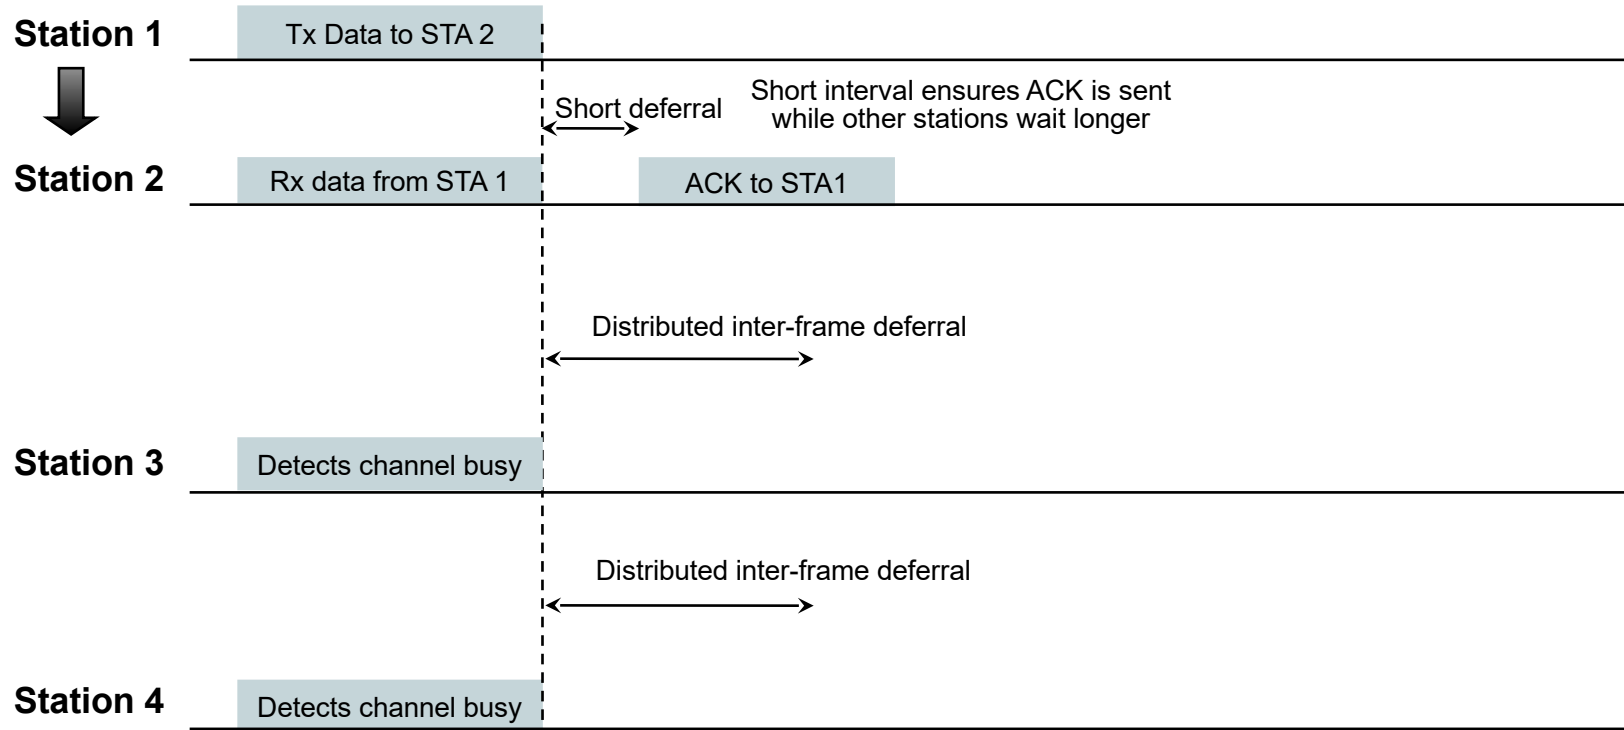 Station 1
Tx Data to STA 2
Short deferral
Short interval ensures ACK is sent
while other stations wait longer
Station 2
Rx data from STA 1
ACK to STA1
Distributed inter-frame deferral
Station 3
Detects channel busy
Distributed inter-frame deferral
Station 4
Detects channel busy